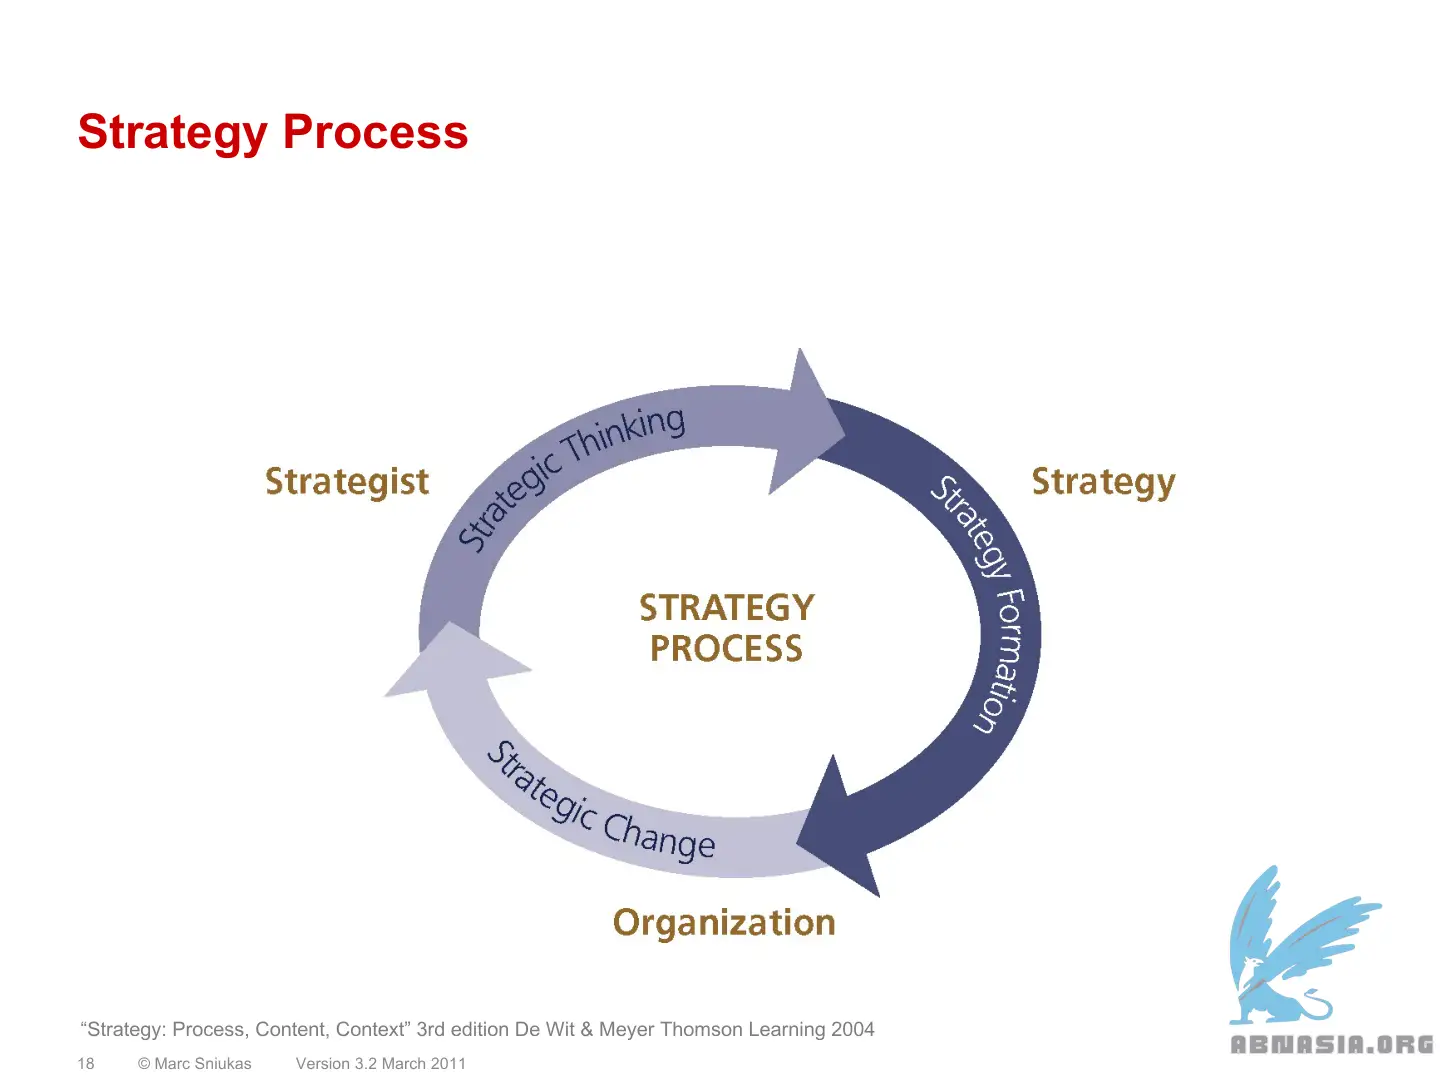 Strategy Process
Strategic Thinking
Strategist
Strategy
Strategy Formation
STRATEGY
PROCESS
Strategic Change
Organization
“Strategy: Process, Content, Context” 3rd edition De Wit & Meyer Thomson Learning 2004
18 © Marc Sniukas Version 3.2 March 2011
ABNASIA.ORG